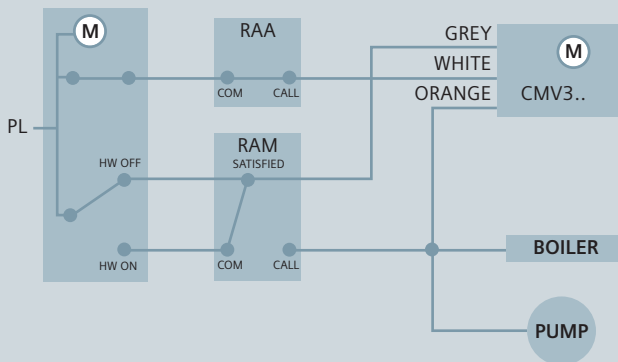 M
RAA
COM CALL
PL
HW OFF
HW ON
RAM
SATISFIED
COM CALL
GREY
WHITE
ORANGE
M
CMV3..
BOILER
PUMP